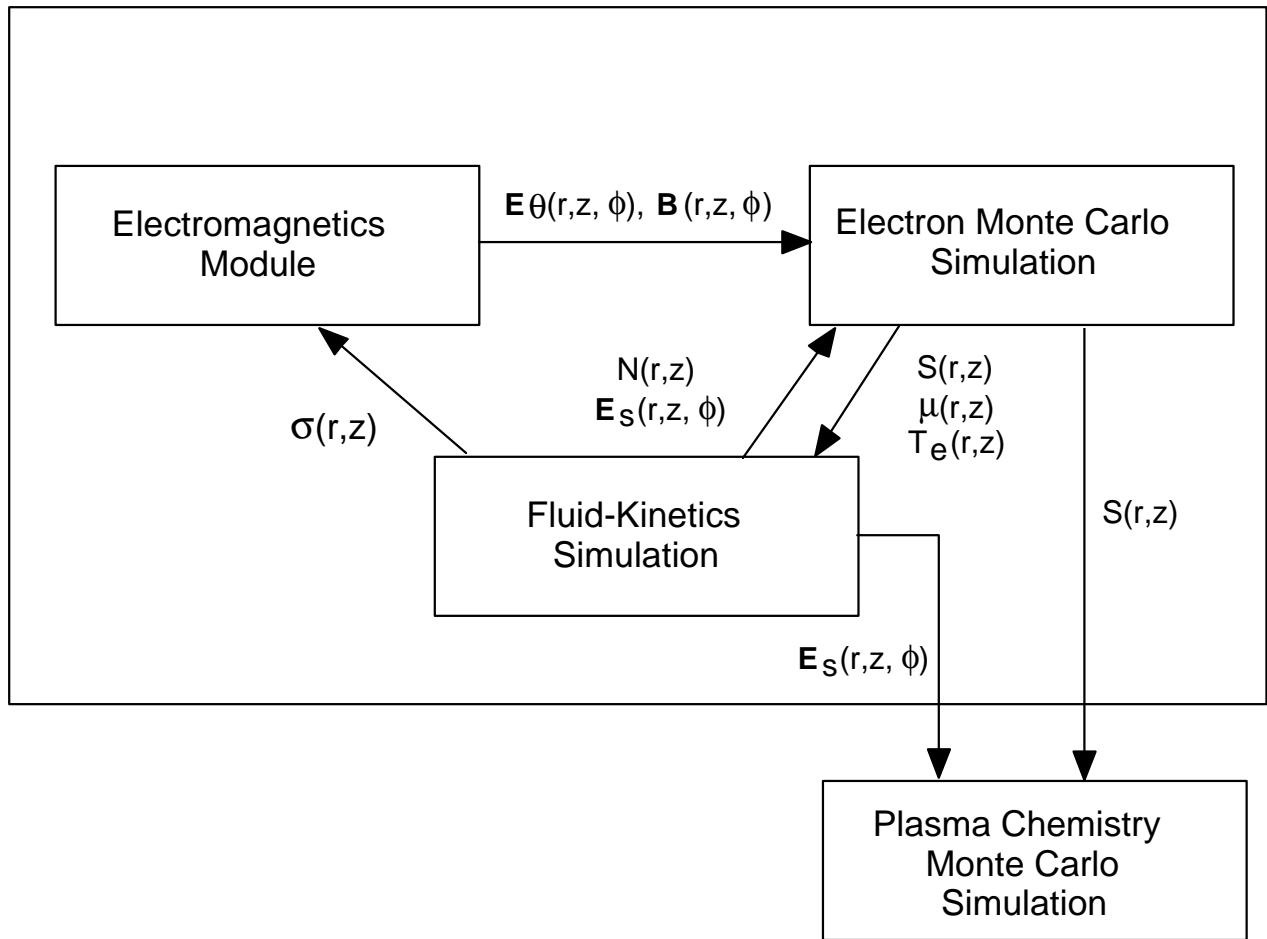 Electromagnetics
Module
Eθ(r,z, ϕ), B(r,z, ϕ)
Electron Monte Carlo
Simulation
σ(r,z)
N(r,z)
Es(r,z, ϕ)
S(r,z)
μ(r,z)
Te(r,z)
Fluid-Kinetics
Simulation
S(r,z)
Es(r,z, ϕ)
Plasma Chemistry
Monte Carlo
Simulation